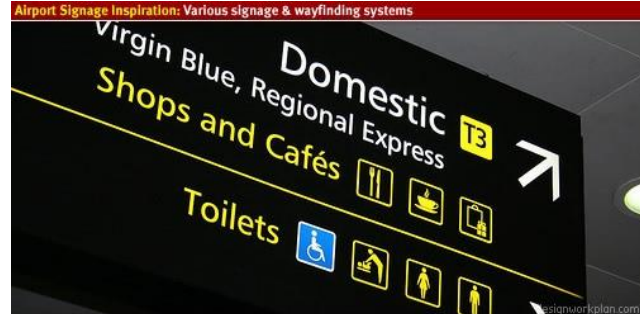 Airport Signage Inspiration: Various signage & wayfinding systems
Domestic T3
Virgin Blue, Regional Express
Shops and Cafés
Toilets
designworkplan.com